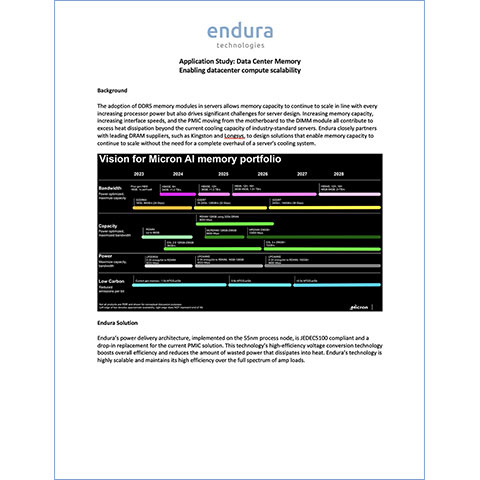 endura
technologies
Application Study: Data Center Memory
Enabling datacenter compute scalability
Background
The adoption of DDR5 memory modules in servers allows memory capacity to continue to scale in line with every
increasing processor power but also drives significant challenges for server design. Increasing memory capacity,
increasing interface speeds, and the PMIC moving from the motherboard to the DIMM module all contribute to
excess heat dissipation beyond the current cooling capacity of industry-standard servers. Endura closely partners
with leading DRAM suppliers, such as Kingston and Longsys, to design solutions that enable memory capacity to
continue to scale without the need for a complete overhaul of a server's cooling system.
Vision for Micron AI memory portfolio
2023 2024 2025 2026 2027 2028
Bandwidth
Power-optimized,
maximize capacity
Capacity
Power-optimized,
maximized bandwidth
Power
Maximize capacity,
bandwidth
Low Carbon
Reduced
emissions per bit
Micron
Endura Solution
Endura's power delivery architecture, implemented on the 55nm process node, is JEDEC5100 compliant and a
drop-in replacement for the current PMIC solution. This technology's high-efficiency voltage conversion technology
boosts overall efficiency and reduces the amount of wasted power that dissipates into heat. Endura's technology is
highly scalable and maintains its high efficiency over the full spectrum of amp loads.